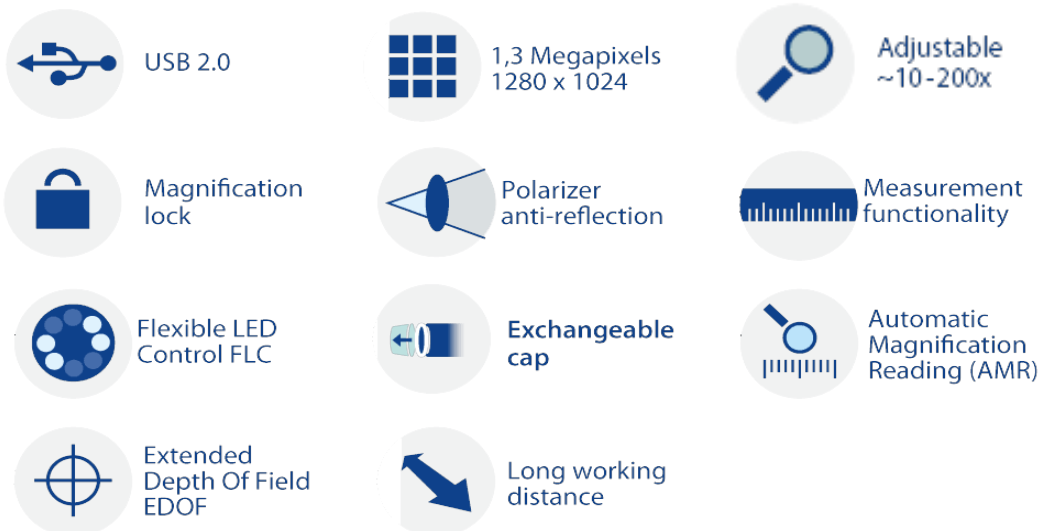 USB 2.0
1,3 Megapixels
1280 x 1024
Adjustable
~10-200x
Magnification
lock
Polarizer
anti-reflection
Measurement
functionality
Flexible LED
Control FLC
Exchangeable
cap
Automatic
Magnification
Reading (AMR)
Extended
Depth Of Field
EDOF
Long working
distance